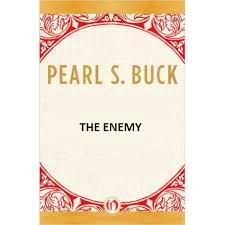 PEARL S. BUCK
THE ENEMY